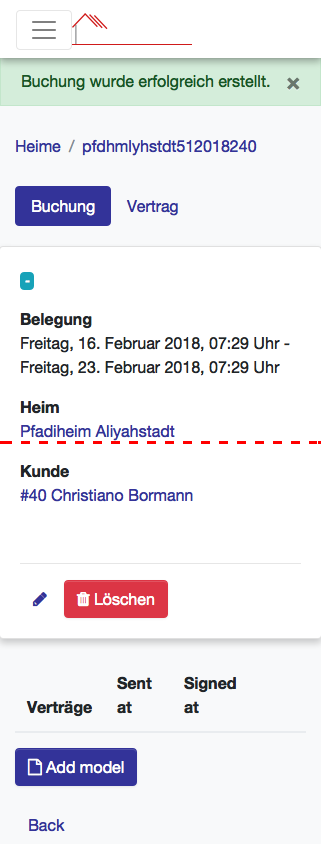 Buchung wurde erfolgreich erstellt. ×
Heime / pfdhmlyhstdt512018240
Buchung Vertrag
-
Belegung
Freitag, 16. Februar 2018, 07:29 Uhr -
Freitag, 23. Februar 2018, 07:29 Uhr
Heim
Pfadiheim Aliyahstadt
Kunde
#40 Christiano Bormann
Löschen
Verträge Sent at Signed at
Add model
Back